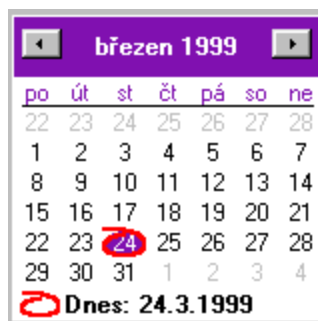 březen 1999
po út st čt pá so ne
22 23 24 25 26 27 28
1 2 3 4 5 6 7
8 9 10 11 12 13 14
15 16 17 18 19 20 21
22 23 24 25 26 27 28
29 30 31 1 2 3 4
Dnes: 24.3.1999